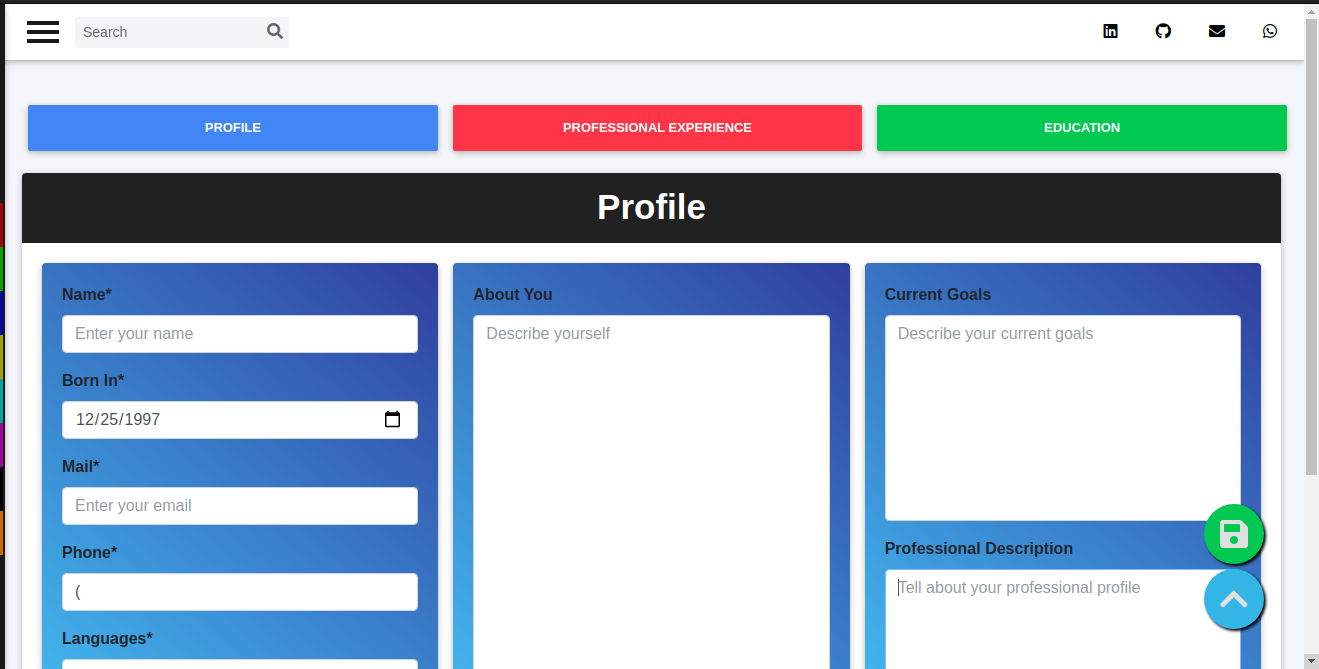 Search
PROFILE
PROFESSIONAL EXPERIENCE
EDUCATION
Profile
Name*
Enter your name
Born In*
12/25/1997
Mail*
Enter your email
Phone*
(
Languages*
About You
Describe yourself
Current Goals
Describe your current goals
Professional Description
Tell about your professional profile